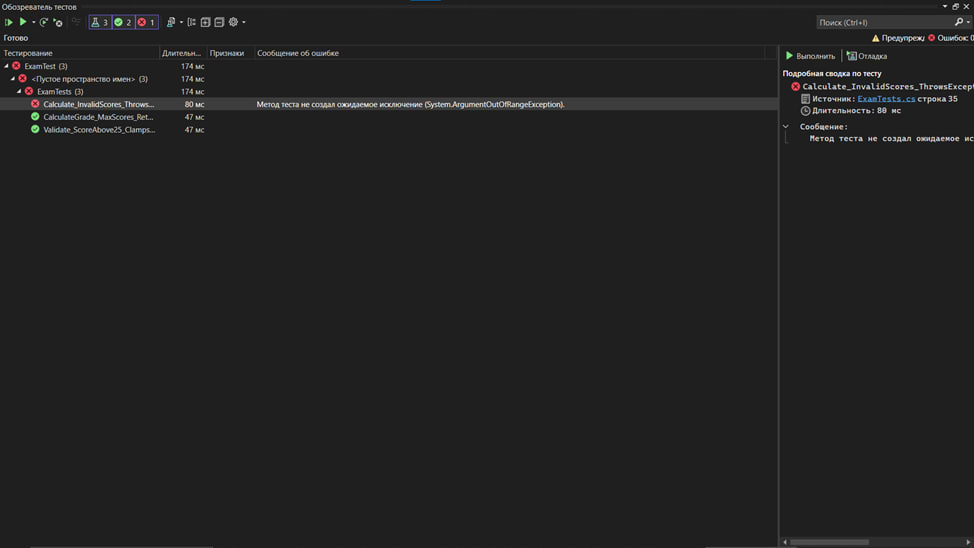 Обозреватель тестов
3 2 1
Поиск (Ctrl+I)
Готово
Предупреж
Ошибок: 0
Тестирование Длительн... Признаки Сообщение об ошибке
ExamTest (3) 174 мс
<Пустое пространство имен> (3) 174 мс
ExamTests (3) 174 мс
Calculate_InvalidScores_Throws... 80 мс Метод теста не создал ожидаемое исключение (System.ArgumentOutOfRangeException).
CalculateGrade_MaxScores_Ret... 47 мс
Validate_ScoreAbove25_Clamps... 47 мс
Выполнить Отладка
Подробная сводка по тесту
Calculate_InvalidScores_ThrowsExcept
Источник: ExamTests.cs строка 35
Длительность: 80 мс
Сообщение:
Метод теста не создал ожидаемое ис